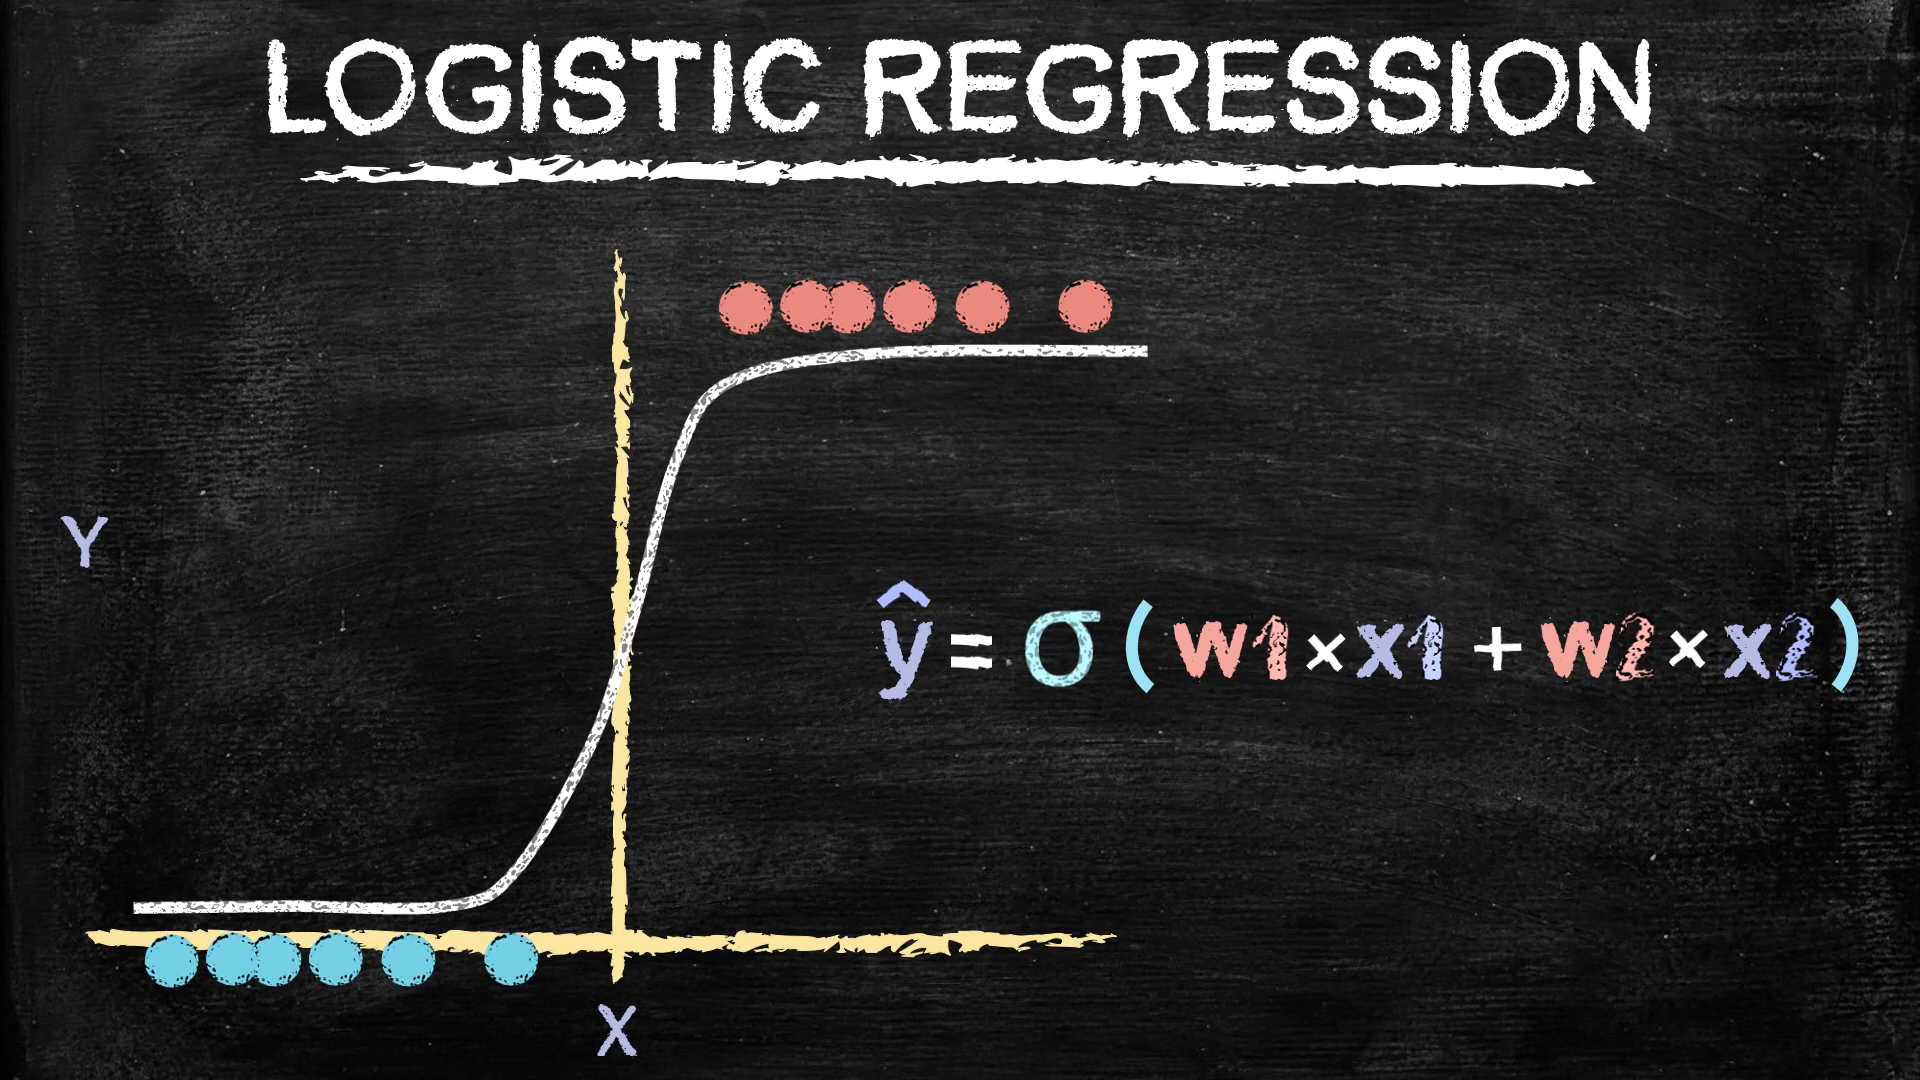 LOGISTIC REGRESSION
Y
ŷ = σ ( w1 × x1 + w2 × x2 )
X